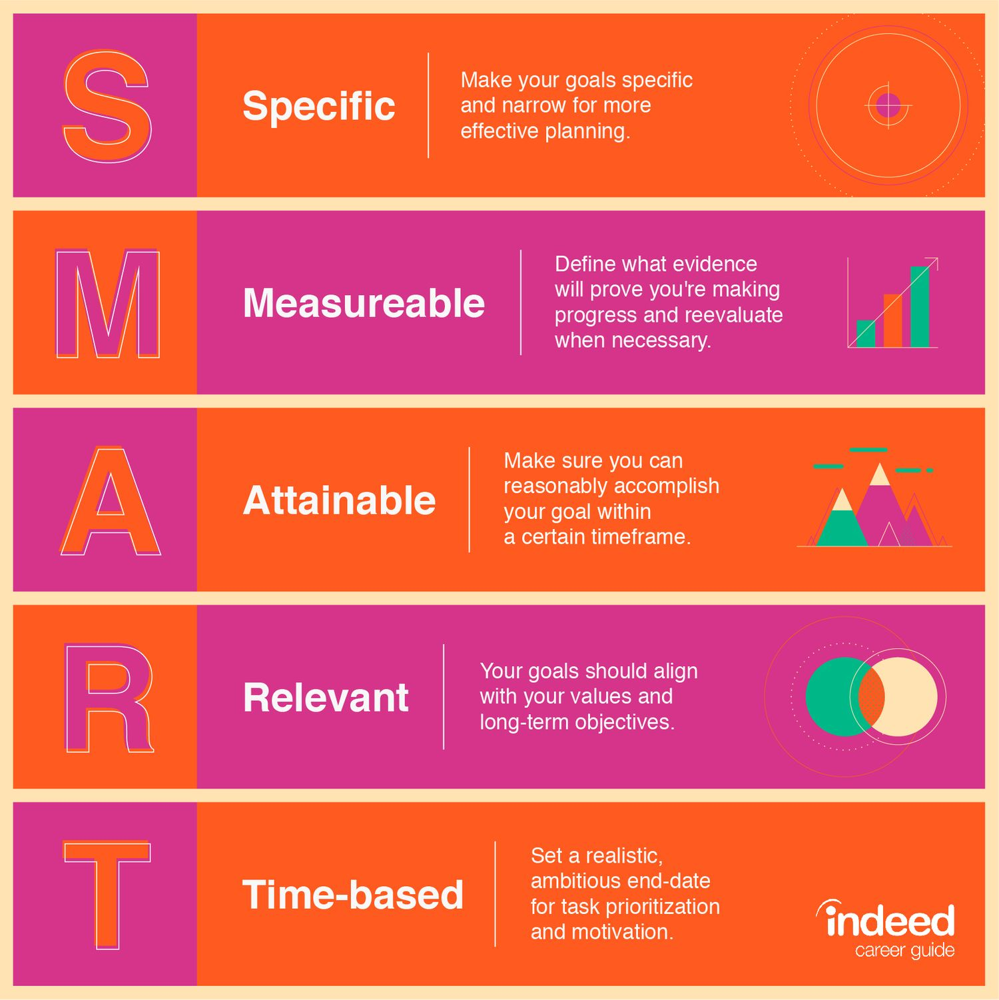 S
Specific
Make your goals specific
and narrow for more
effective planning.
M
Measureable
Define what evidence
will prove you're making
progress and reevaluate
when necessary.
A
Attainable
Make sure you can
reasonably accomplish
your goal within
a certain timeframe.
R
Relevant
Your goals should align
with your values and
long-term objectives.
T
Time-based
Set a realistic,
ambitious end-date
for task prioritization
and motivation.
indeed
career guide